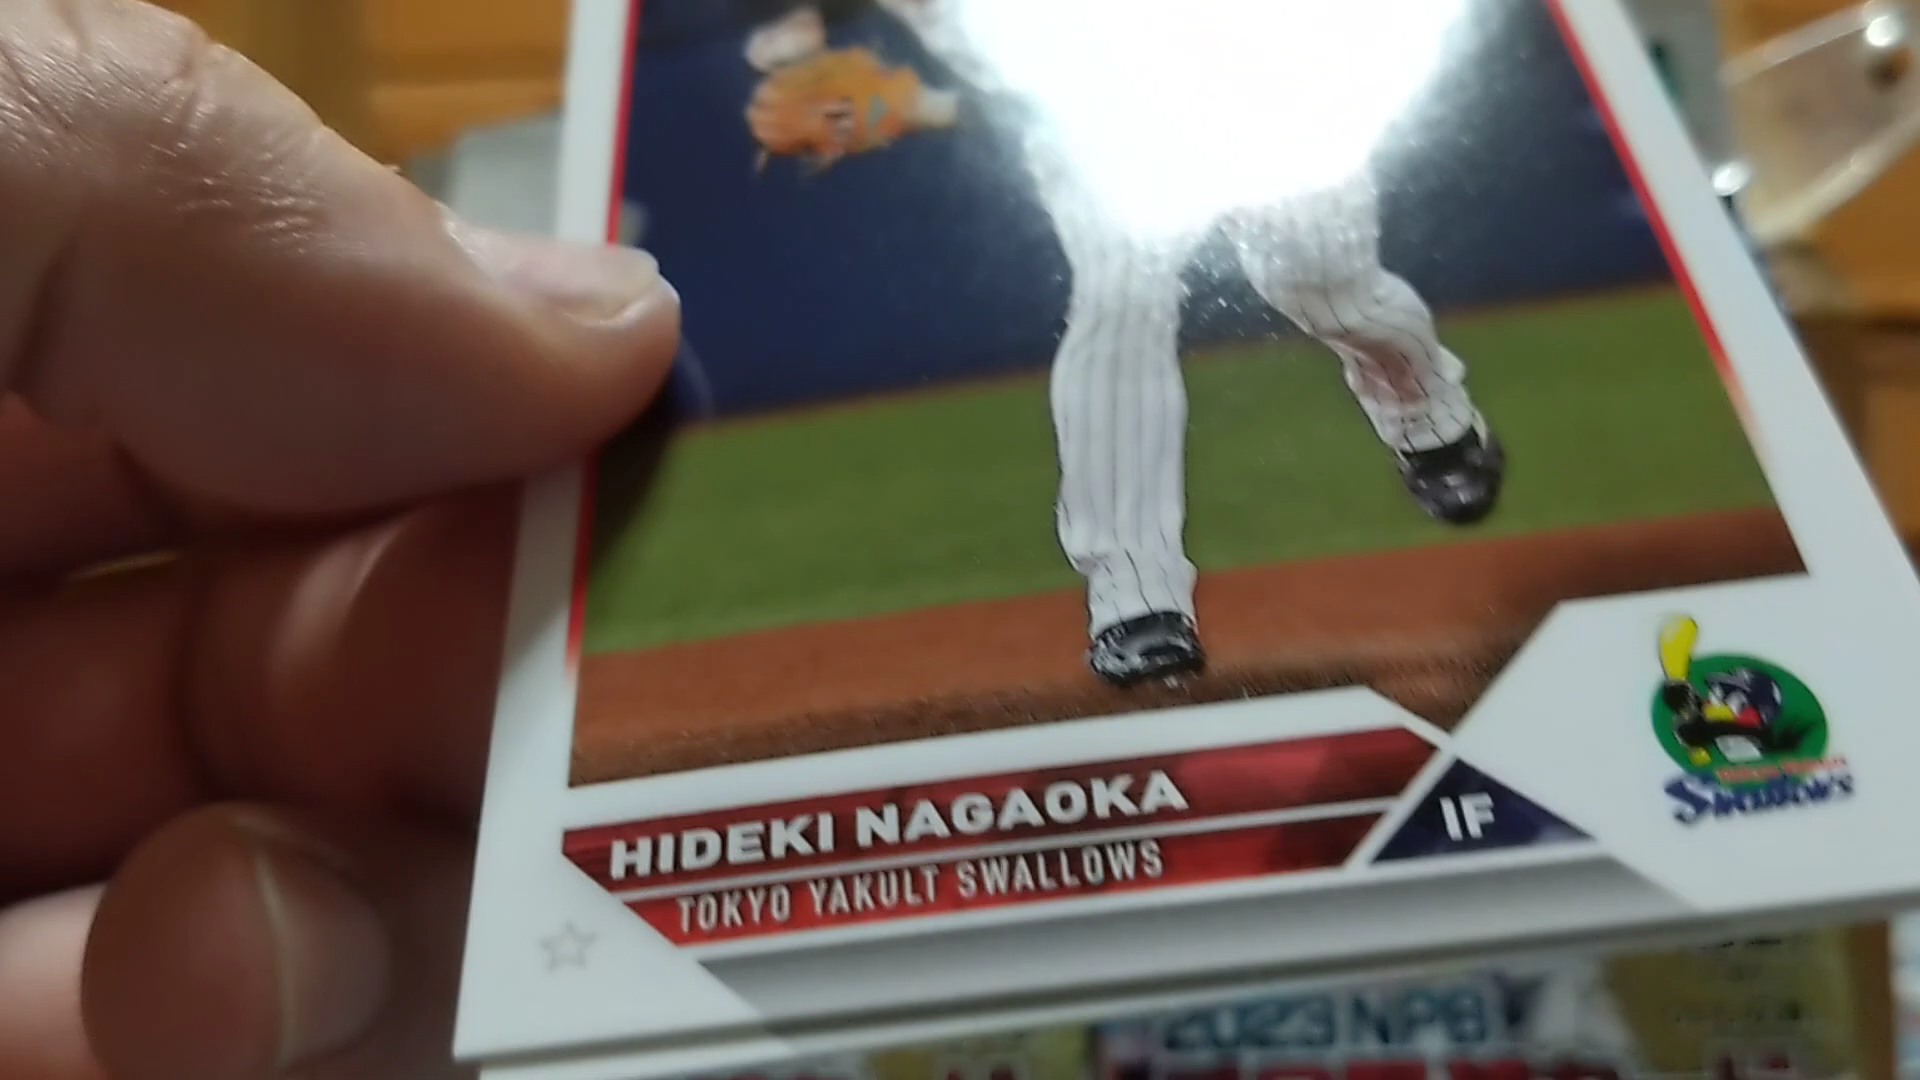 HIDEKI NAGAOKA
TOKYO YAKULT SWALLOWS
IF
Swallows
2023 NPB